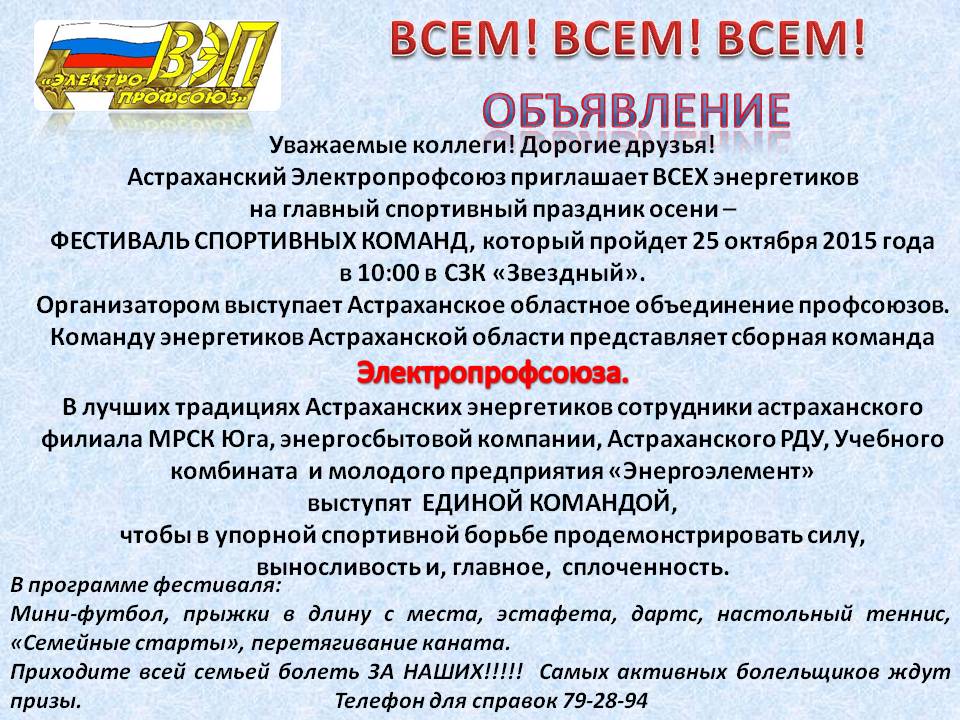 ВЭП
«ЭЛЕКТРО
ПРОФСОЮЗ»
ВСЕМ! ВСЕМ! ВСЕМ!
ОБЪЯВЛЕНИЕ
Уважаемые коллеги! Дорогие друзья!
Астраханский Электропрофсоюз приглашает ВСЕХ энергетиков
на главный спортивный праздник осени –
ФЕСТИВАЛЬ СПОРТИВНЫХ КОМАНД, который пройдет 25 октября 2015 года
в 10:00 в СЗК «Звездный».
Организатором выступает Астраханское областное объединение профсоюзов.
Команду энергетиков Астраханской области представляет сборная команда
Электропрофсоюза.
В лучших традициях Астраханских энергетиков сотрудники астраханского
филиала МРСК Юга, энергосбытовой компании, Астраханского РДУ, Учебного
комбината и молодого предприятия «Энергоэлемент»
выступят ЕДИНОЙ КОМАНДОЙ,
чтобы в упорной спортивной борьбе продемонстрировать силу,
выносливость и, главное, сплоченность.
В программе фестиваля:
Мини-футбол, прыжки в длину с места, эстафета, дартс, настольный теннис,
«Семейные старты», перетягивание каната.
Приходите всей семьей болеть ЗА НАШИХ!!!!! Самых активных болельщиков ждут
призы. Телефон для справок 79-28-94